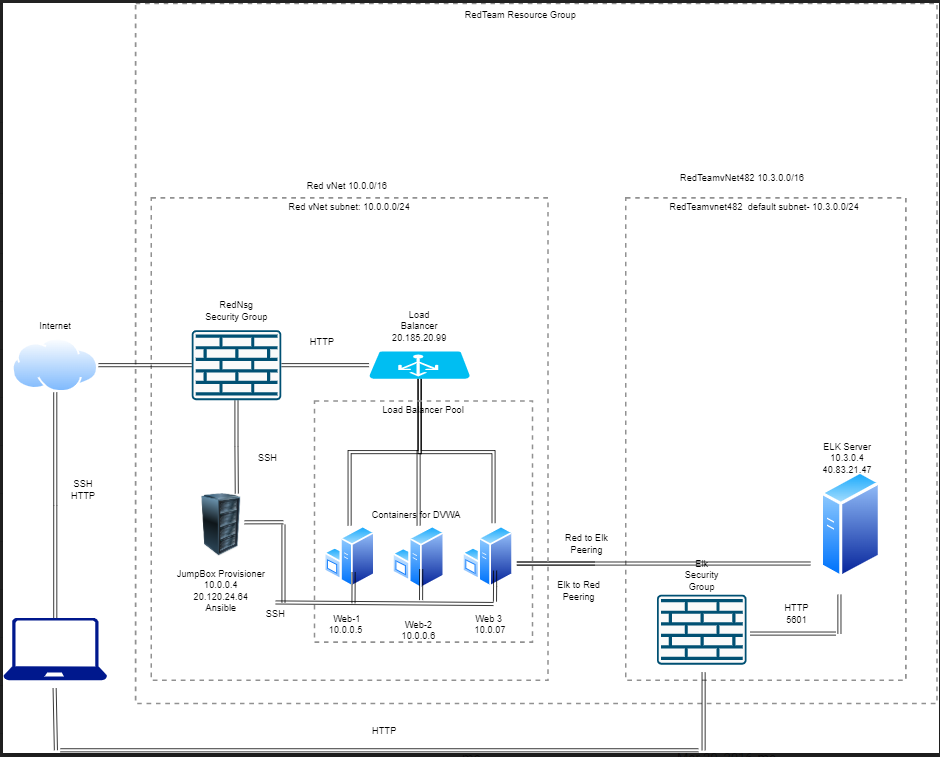 RedTeam Resource Group
Red vNet 10.0.0/16
RedTeamvNet482 10.3.0.0/16
Red vNet subnet: 10.0.0.0/24
RedTeamvnet482 default subnet- 10.3.0.0/24
Internet
RedNsg
Security Group
HTTP
Load
Balancer
20.185.20.99
Load Balancer Pool
SSH
SSH
HTTP
ELK Server
10.3.0.4
40.83.21.47
Containers for DVWA
Red to Elk
Peering
Elk to Red
Peering
Elk
Security
Group
HTTP
5601
JumpBox Provisioner
10.0.0.4
20.120.24.64
Ansible
SSH
Web-1
10.0.0.5
Web-2
10.0.0.6
Web 3
10.0.07
HTTP